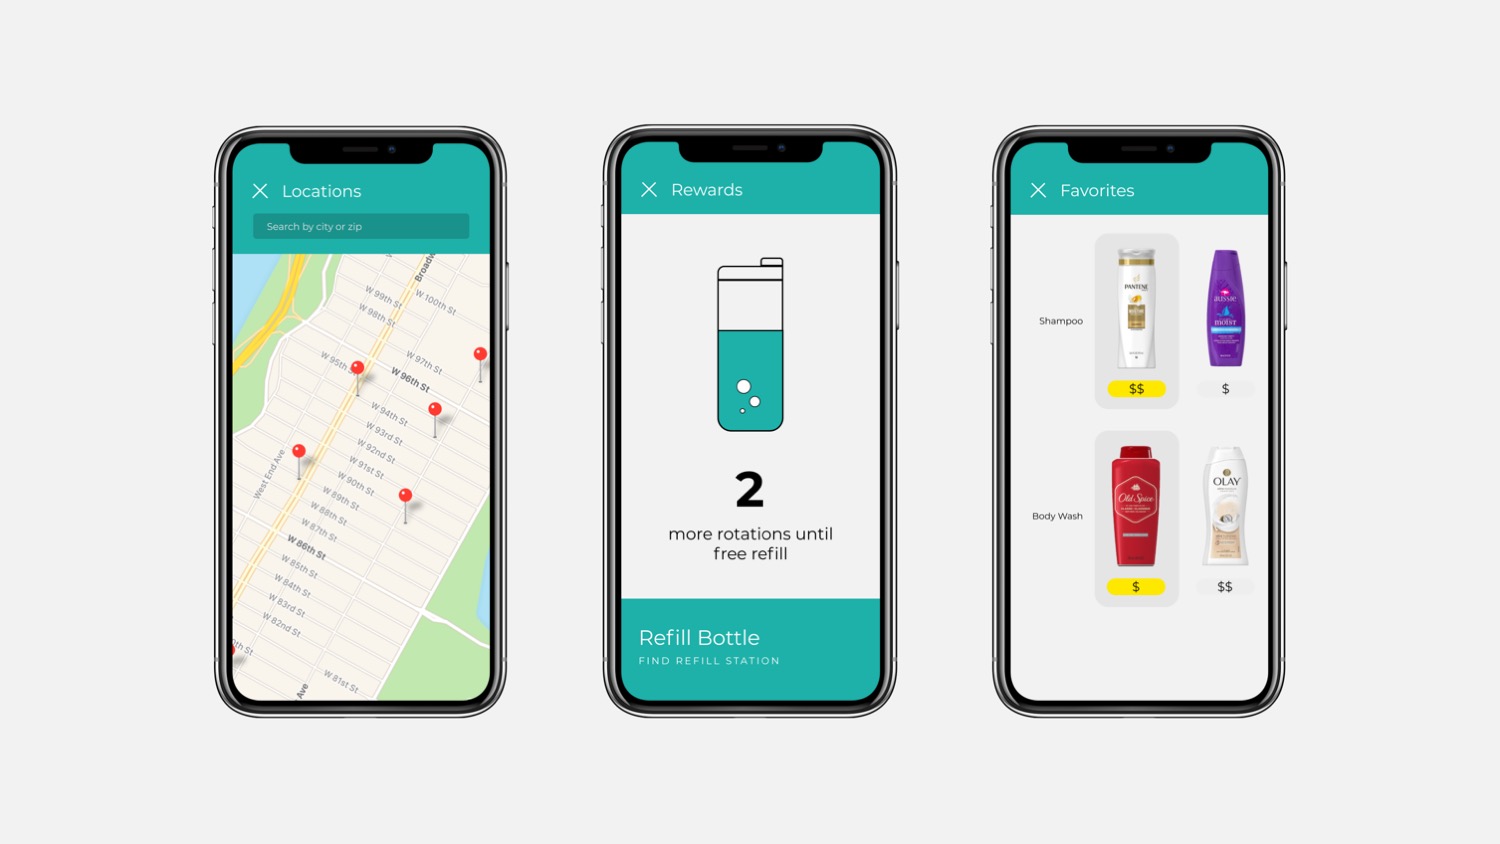 Locations
Search by city or zip
Broadw
W 100th St
W 99th St
W 98th St
W 97th St
W 95th
W 96th St
W 94th St
W 93rd St
W 92nd St
W 91st St
West End Ave
W 90th St
W 89th St
W 88th St
W 87th St
W 86th St
W 85th St
W 84th St
W 83rd St
W 82nd St
0th St
W 81st St
Ave
Rewards
2
more rotations until
free refill
Refill Bottle
FIND REFILL STATION
Favorites
Shampoo
PANTENE
aussie
moist
$$
$
Body Wash
Old Spice
OLAY
$
$$